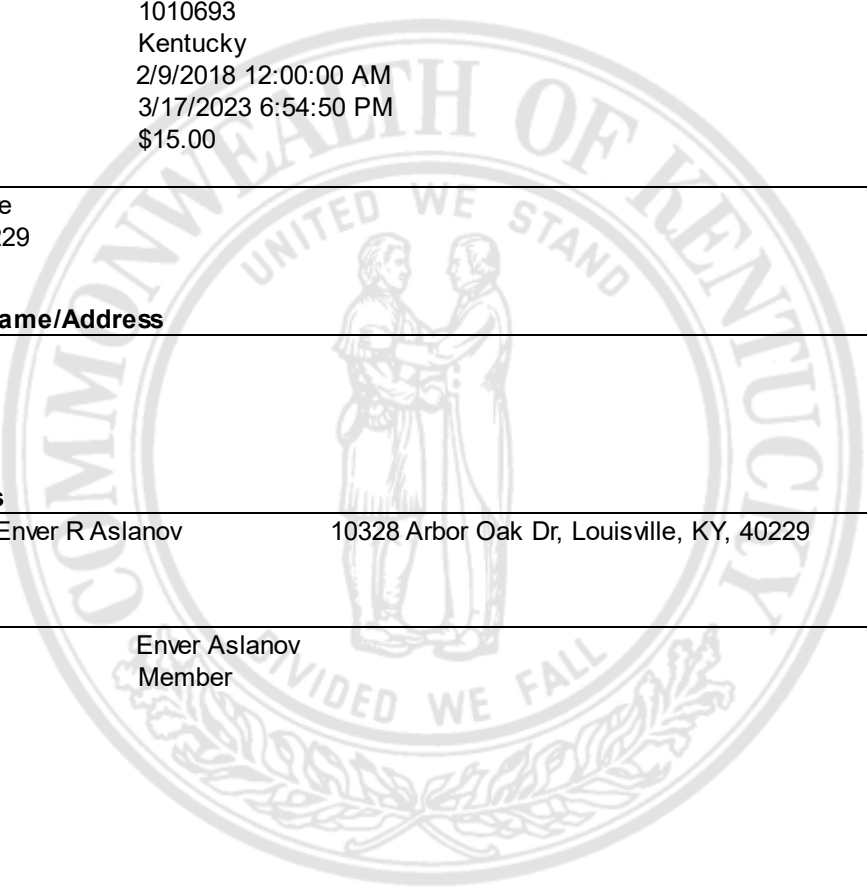 1010693
Kentucky
2/9/2018 12:00:00 AM
3/17/2023 6:54:50 PM
$15.00
e
229
ame/Address
s
Enver R Aslanov 10328 Arbor Oak Dr, Louisville, KY, 40229
Enver Aslanov
Member
COMMONWEALTH OF KENTUCKY
UNITED WE STAND
DIVIDED WE FALL